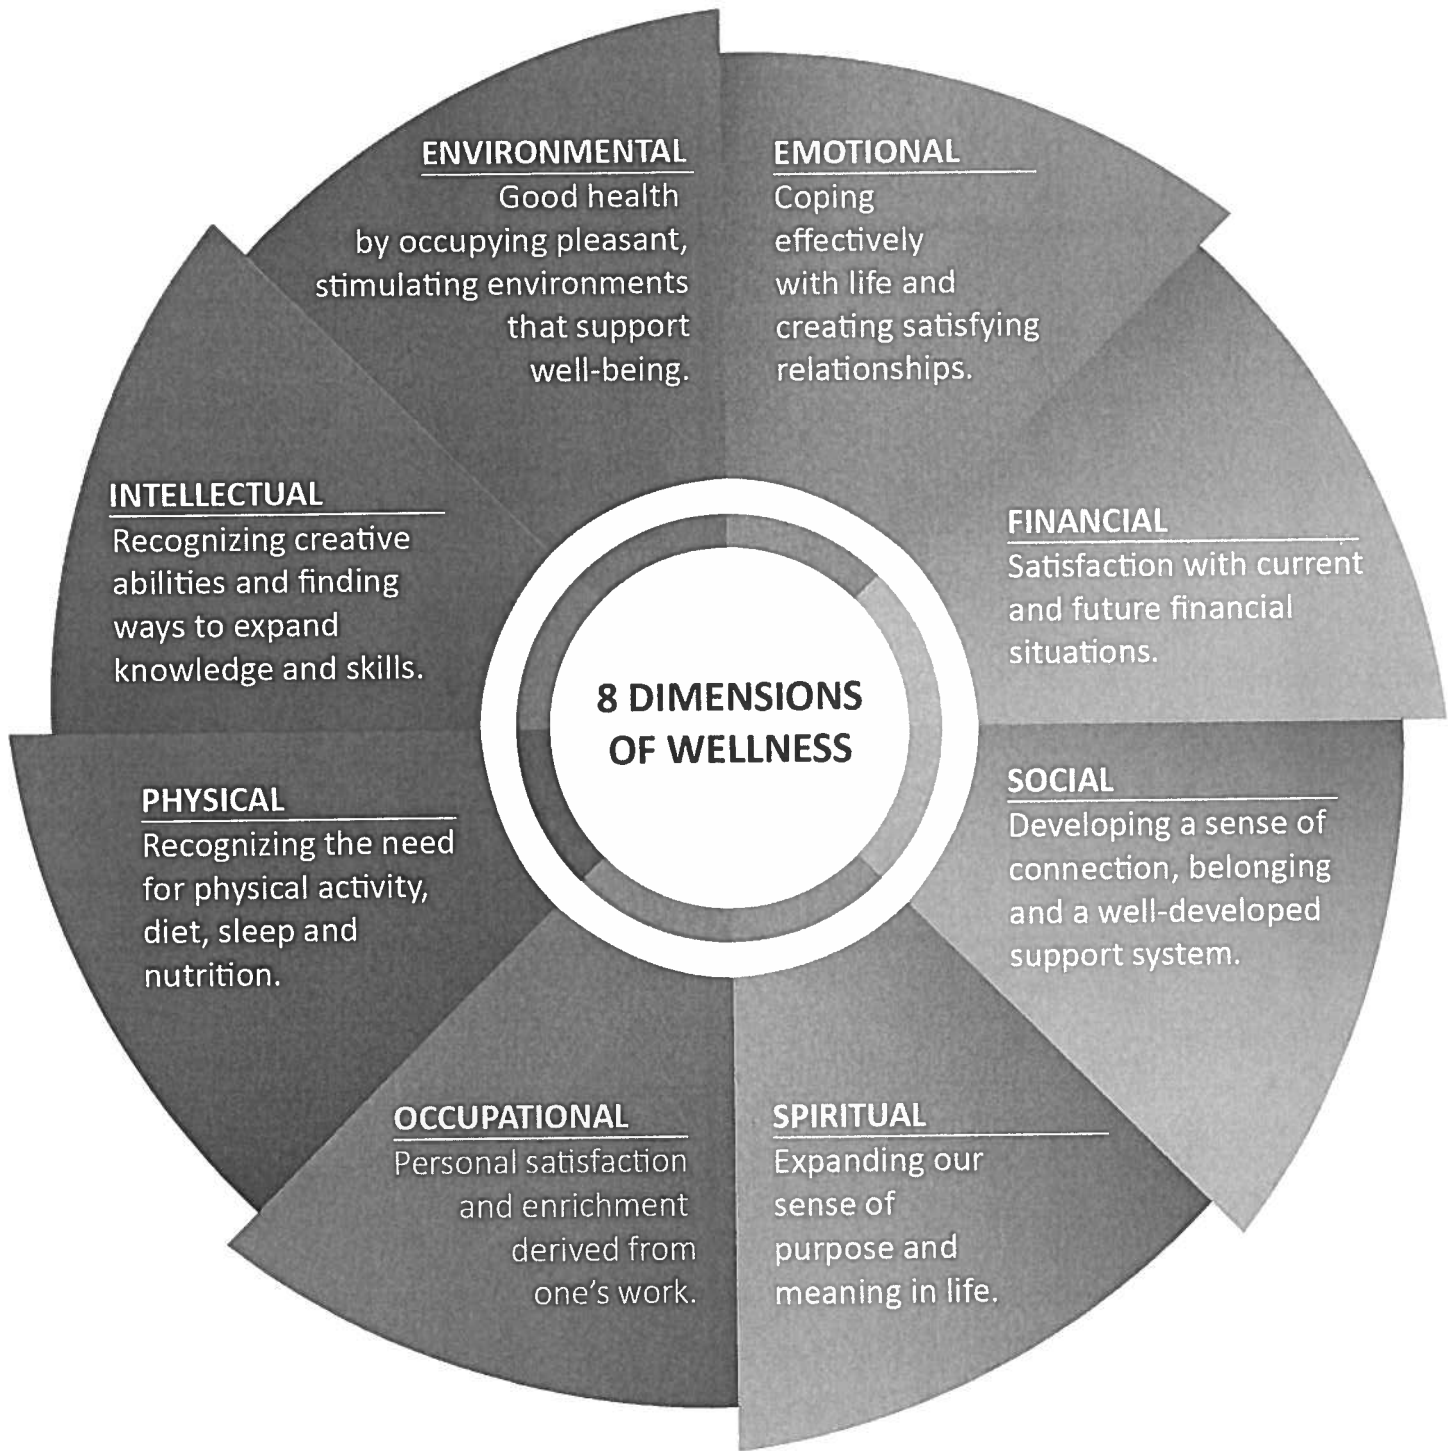 ENVIRONMENTAL
Good health
by occupying pleasant,
stimulating environments
that support
well-being.
EMOTIONAL
Coping
effectively
with life and
creating satisfying
relationships.
FINANCIAL
Satisfaction with current
and future financial
situations.
SOCIAL
Developing a sense of
connection, belonging
and a well-developed
support system.
SPIRITUAL
Expanding our
sense of
purpose and
meaning in life.
OCCUPATIONAL
Personal satisfaction
and enrichment
derived from
one's work.
PHYSICAL
Recognizing the need
for physical activity,
diet, sleep and
nutrition.
INTELLECTUAL
Recognizing creative
abilities and finding
ways to expand
knowledge and skills.
8 DIMENSIONS
OF WELLNESS